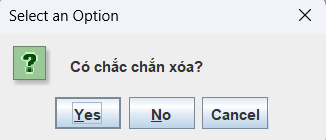 Select an Option
Có chắc chắn xóa?
Yes No Cancel